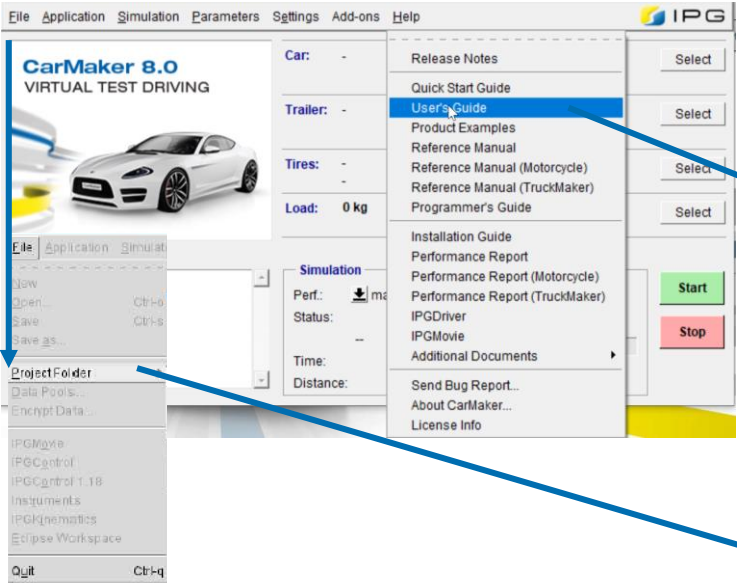 File Application Simulation Parameters Settings Add-ons Help IPG
CarMaker 8.0
VIRTUAL TEST DRIVING
Car: -
Select
Trailer: -
Select
Tires: -
-
Select
Load: 0 kg
Select
Release Notes
Quick Start Guide
User's Guide
Product Examples
Reference Manual
Reference Manual (Motorcycle)
Reference Manual (TruckMaker)
Programmer's Guide
Installation Guide
Performance Report
Performance Report (Motorcycle)
Performance Report (TruckMaker)
IPGDriver
IPGMovie
Additional Documents
Send Bug Report...
About CarMaker...
License Info
Simulation
Perf.: ma
Status:
--
Time:
Distance:
Start
Stop
File Application Simulat
New
Open... Ctrl-o
Save Ctrl-s
Save as...
Project Folder
Data Pools...
Encrypt Data...
IPGMovie
IPGControl
IPGControl 1.18
Instruments
IPGKinematics
Eclipse Workspace
Quit Ctrl-q